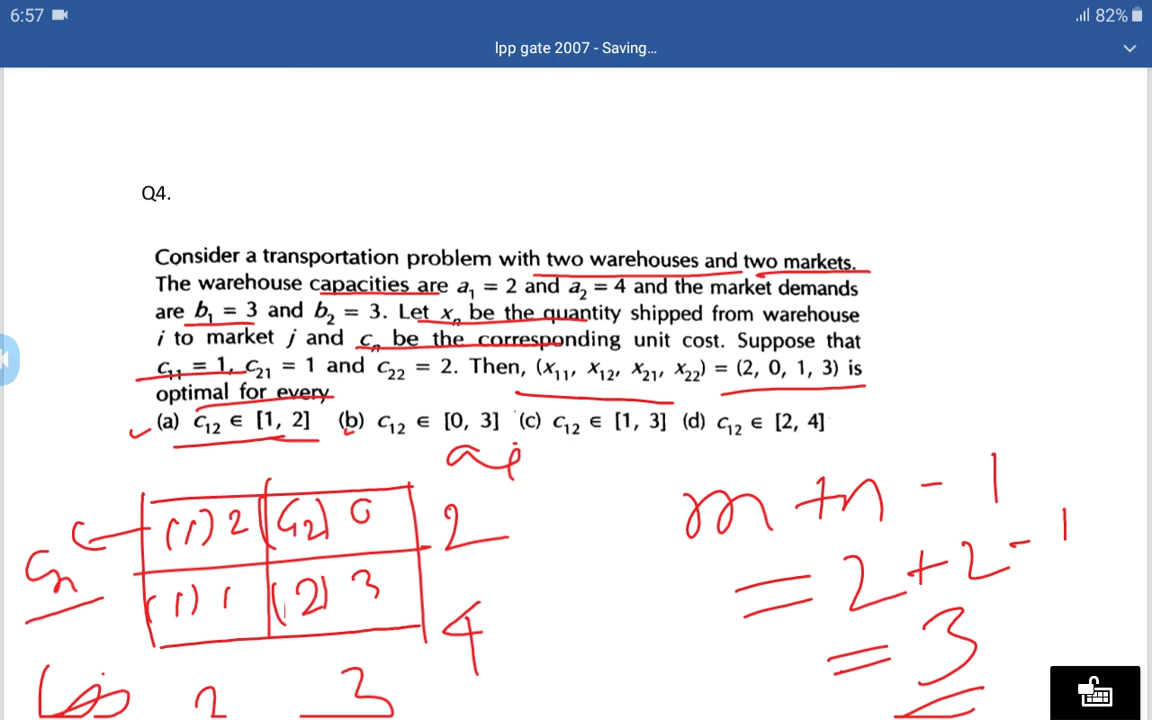 6:57 82%
lpp gate 2007 - Saving...
Q4.
Consider a transportation problem with two warehouses and two markets.
The warehouse capacities are a₁ = 2 and a₂ = 4 and the market demands
are b₁ = 3 and b₂ = 3. Let xᵢⱼ be the quantity shipped from warehouse
i to market j and cᵢⱼ be the corresponding unit cost. Suppose that
c₁₁ = 1, c₂₁ = 1 and c₂₂ = 2. Then, (x₁₁, x₁₂, x₂₁, x₂₂) = (2, 0, 1, 3) is
optimal for every
(a) c₁₂ ∈ [1, 2] (b) c₁₂ ∈ [0, 3] (c) c₁₂ ∈ [1, 3] (d) c₁₂ ∈ [2, 4]
ai
(1) 2 (C12) 0 2
(1) 1 (2) 3 4
3
m + n - 1
= 2 + 2 - 1
= 3